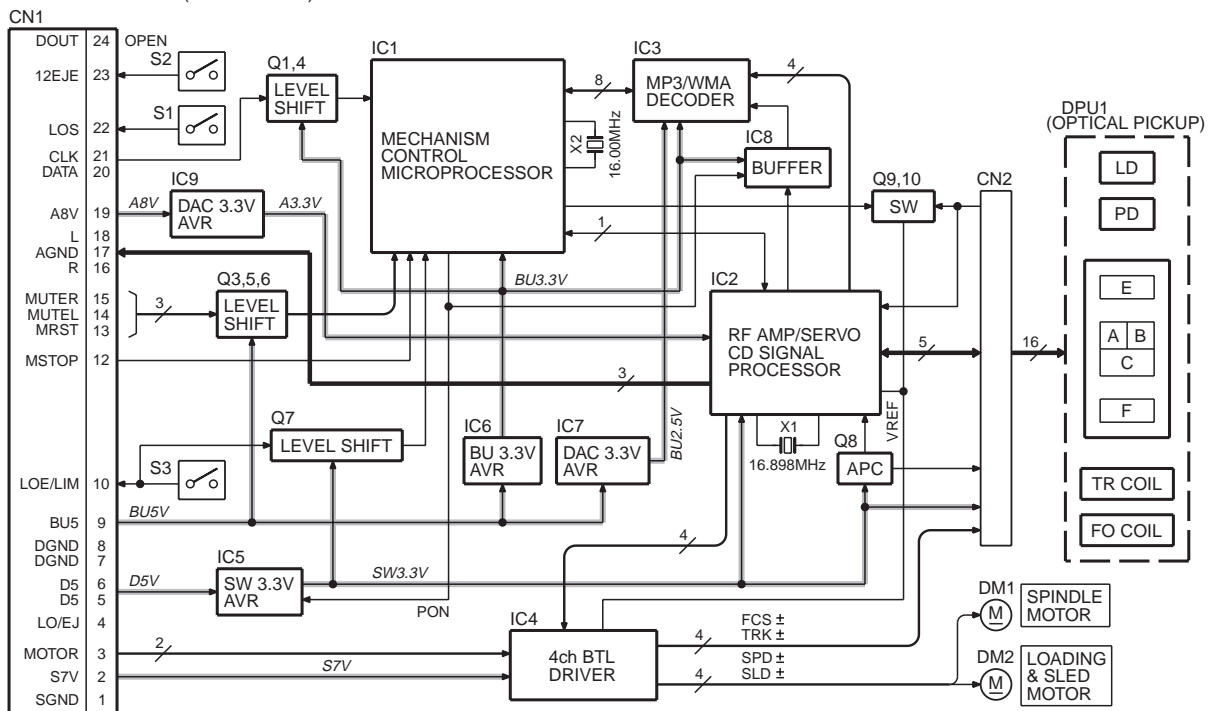 CN1
DOUT 24 OPEN
12EJE 23
S2
LOS 22
S1
CLK 21
DATA 20
A8V 19
L 18
AGND 17
R 16
MUTER 15
MUTEL 14
MRST 13
MSTOP 12
LOE/LIM 10
BU5 9
DGND 8
DGND 7
D5 6
D5 5
LO/EJ 4
MOTOR 3
S7V 2
SGND 1
Q1,4
LEVEL
SHIFT
IC9
A8V
DAC 3.3V
AVR
A3.3V
Q3,5,6
3
LEVEL
SHIFT
Q7
LEVEL SHIFT
S3
BU5V
IC5
D5V
SW 3.3V
AVR
SW3.3V
PON
2
S7V
IC1
MECHANISM
CONTROL
MICROPROCESSOR
X2
16.00MHz
8
IC3
MP3/WMA
DECODER
4
IC8
BUFFER
BU3.3V
1
3
IC6
BU 3.3V
AVR
IC7
DAC 3.3V
AVR
BU2.5V
IC2
RF AMP/SERVO
CD SIGNAL
PROCESSOR
X1
16.898MHz
Q9,10
SW
VREF
Q8
APC
5
4
IC4
4ch BTL
DRIVER
4
FCS ±
TRK ±
4
SPD ±
SLD ±
CN2
16
DPU1
(OPTICAL PICKUP)
LD
PD
E
A B
C
F
TR COIL
FO COIL
DM1
M
SPINDLE
MOTOR
DM2
M
LOADING
& SLED
MOTOR